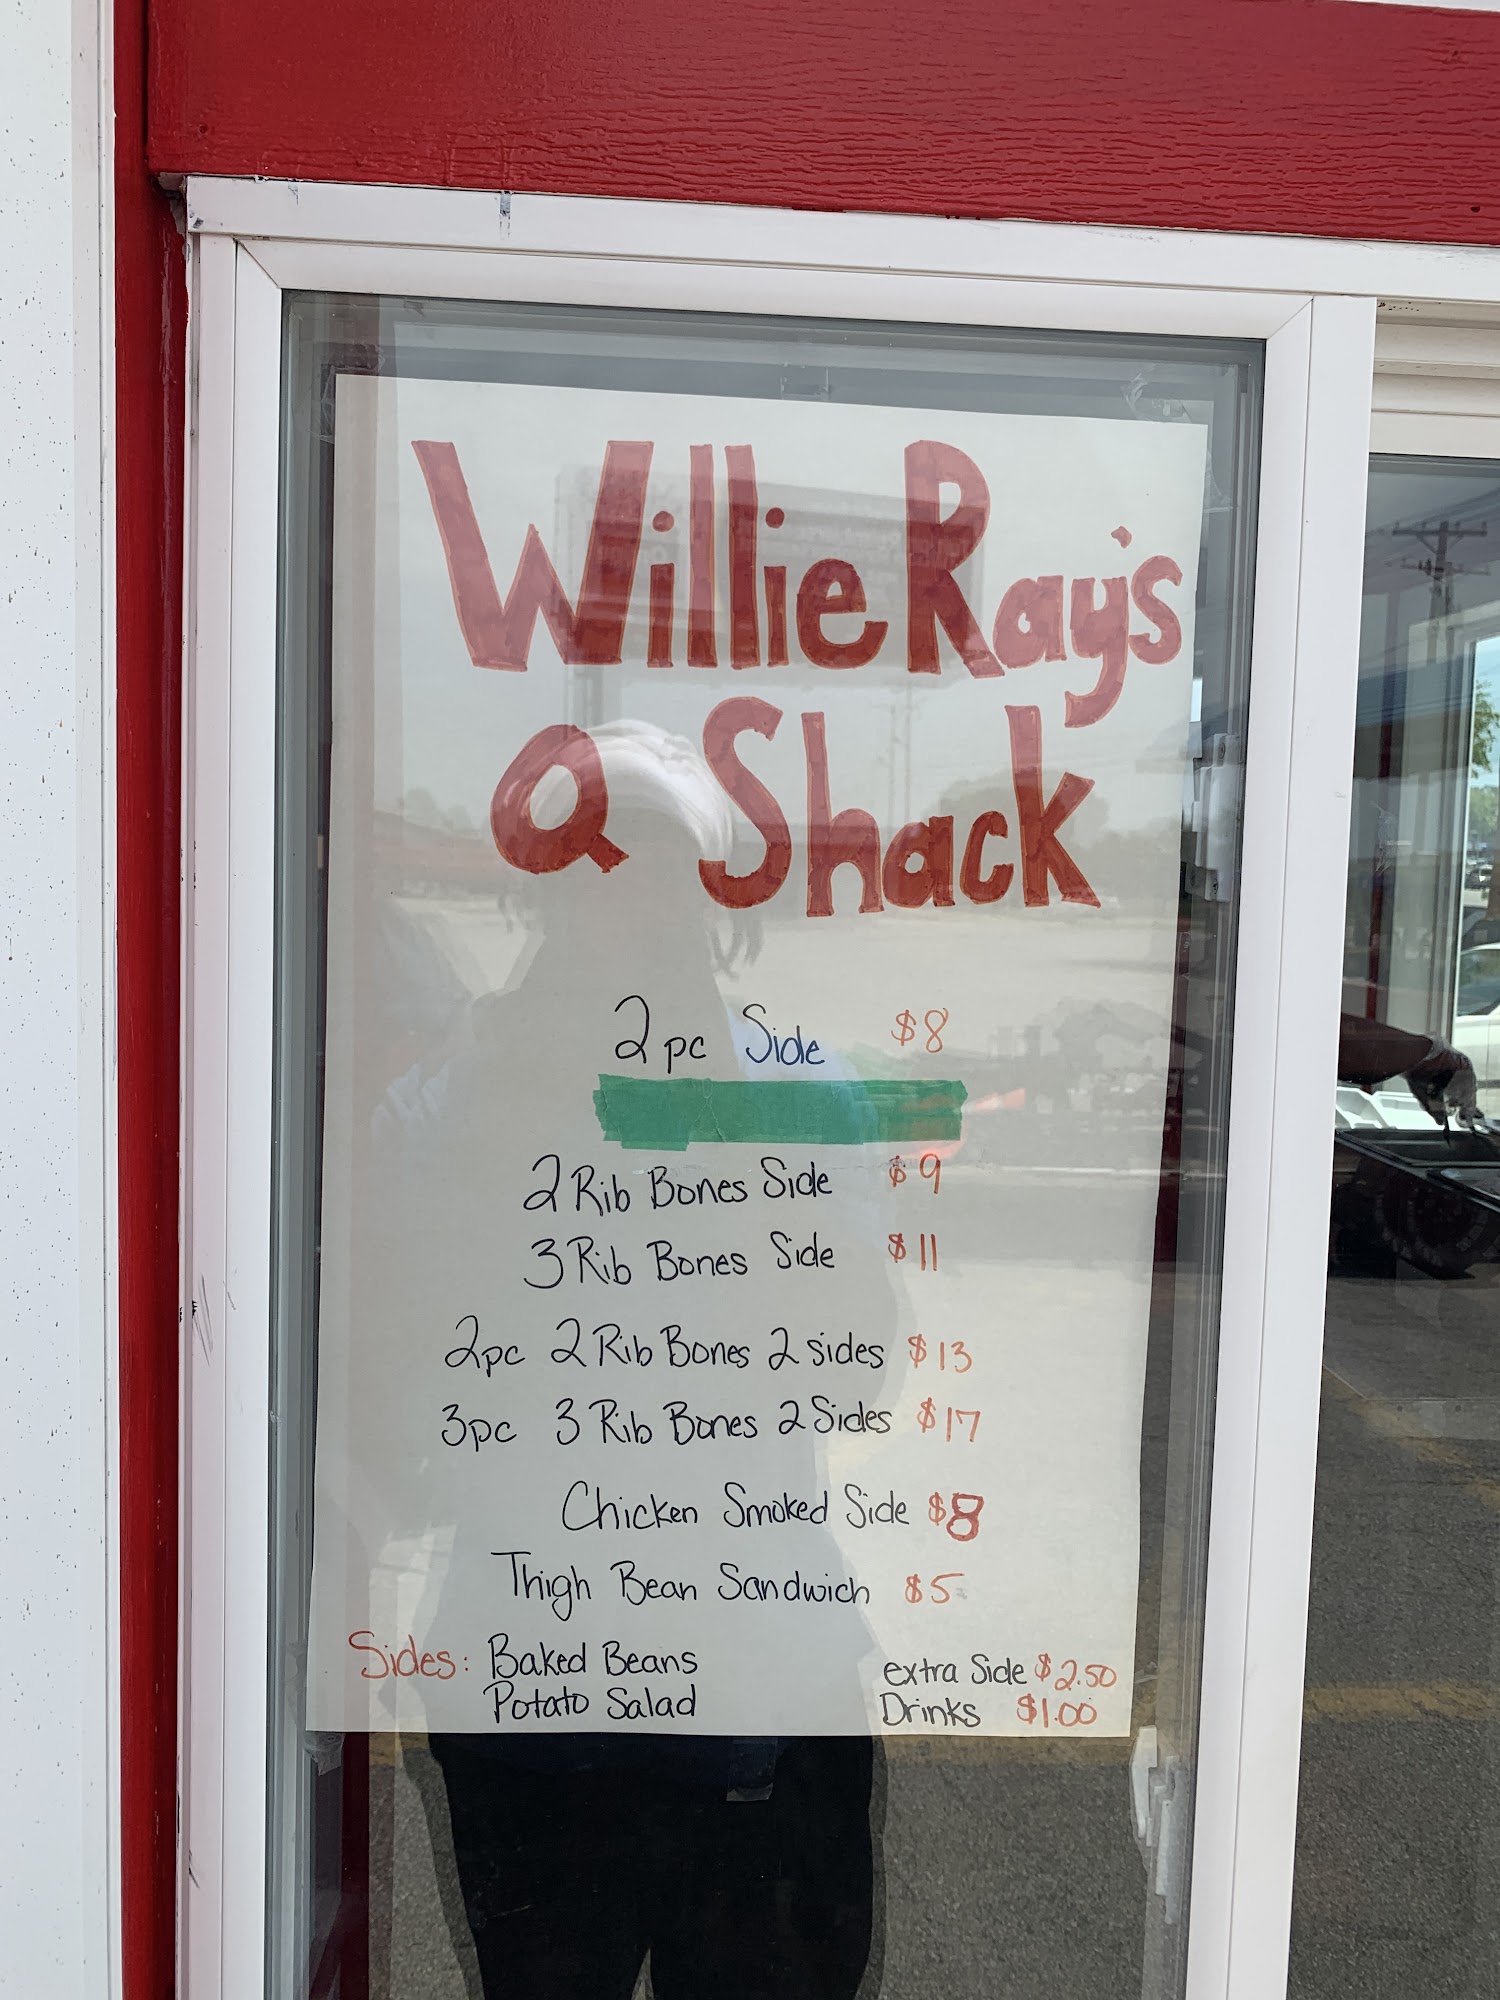 Willie Ray's
Q Shack
2pc Side $8
2 Rib Bones Side $9
3 Rib Bones Side $11
2pc 2 Rib Bones 2 sides $13
3pc 3 Rib Bones 2 Sides $17
Chicken Smoked Side $8
Thigh Bean Sandwich $5
Sides: Baked Beans
Potato Salad
extra Side $2.50
Drinks $1.00